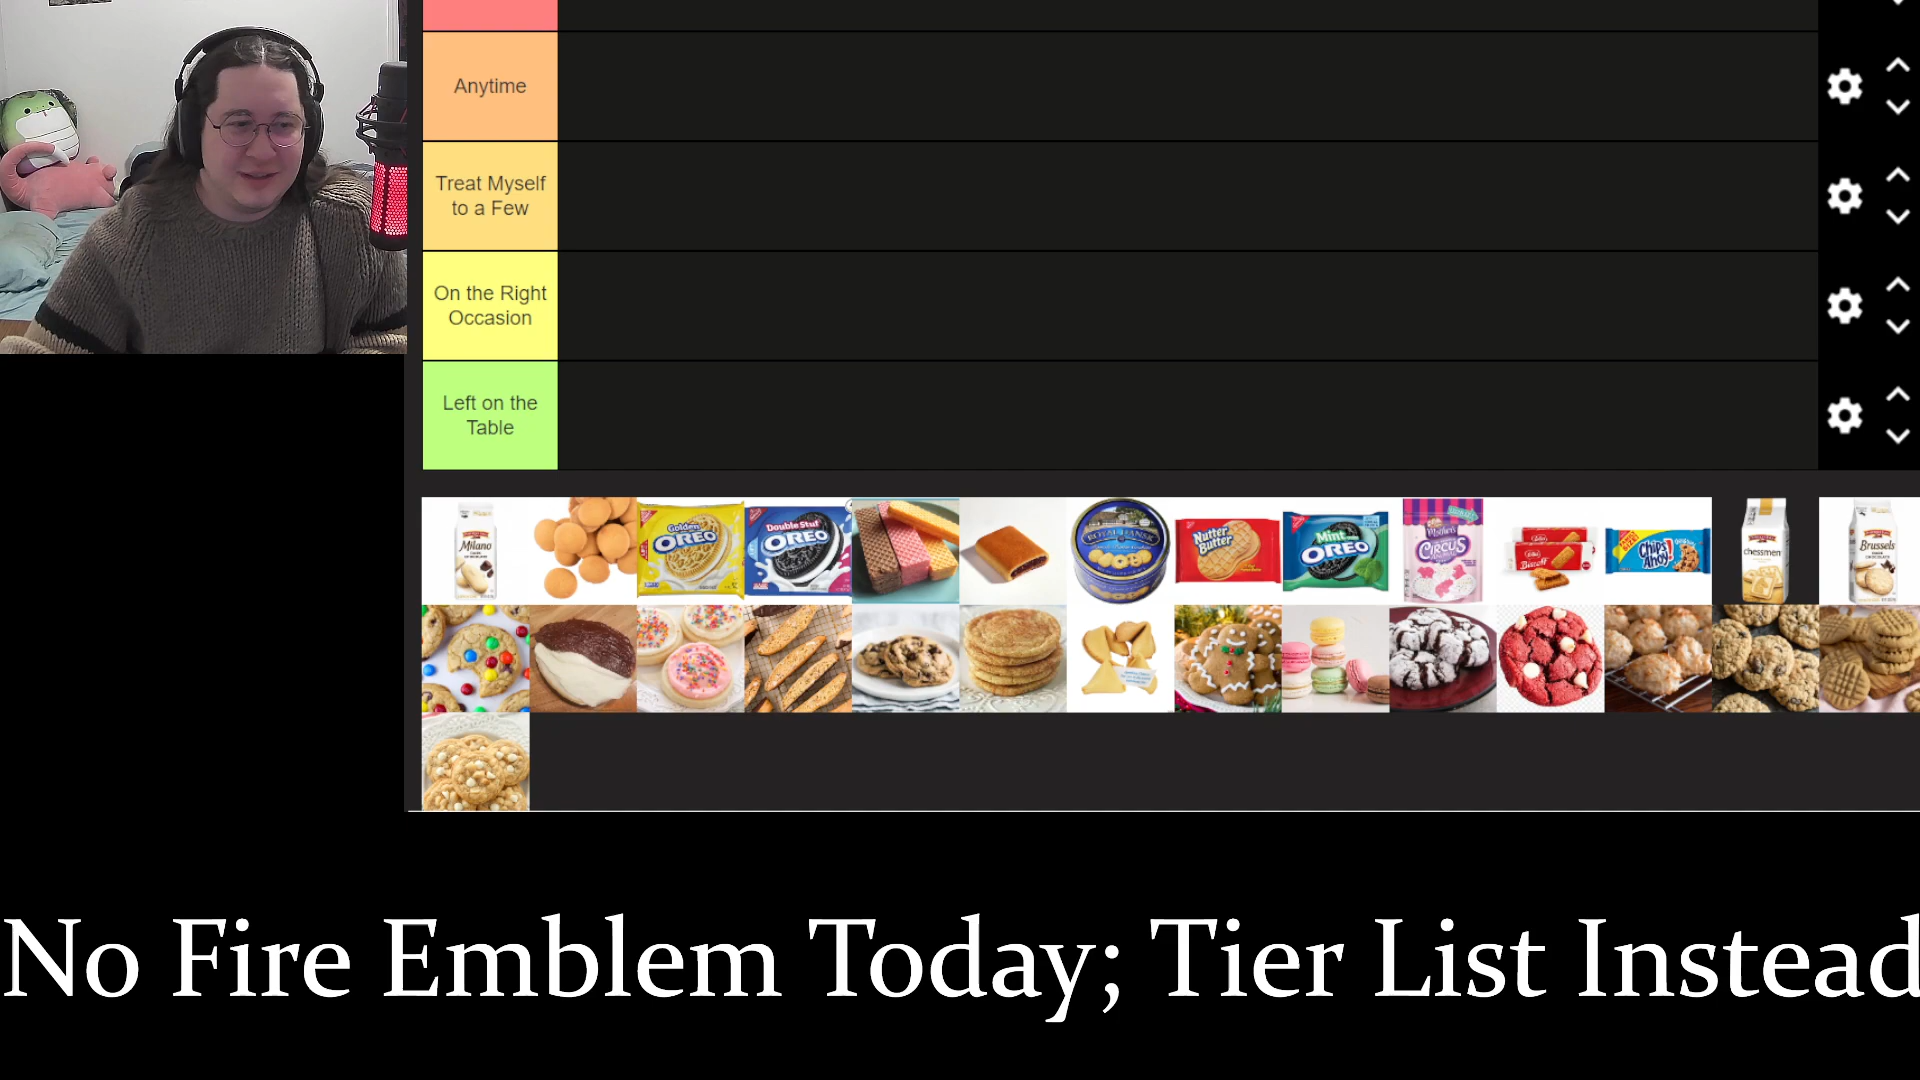 Anytime
Treat Myself
to a Few
On the Right
Occasion
Left on the
Table
Milano
Golden
OREO
Double Stuf
OREO
ROYAL DANSK
Nutter
Butter
Mint
OREO
CIRCUS
Biscoff
Chips
Ahoy!
chessmen
Brussels
No Fire Emblem Today; Tier List Instead